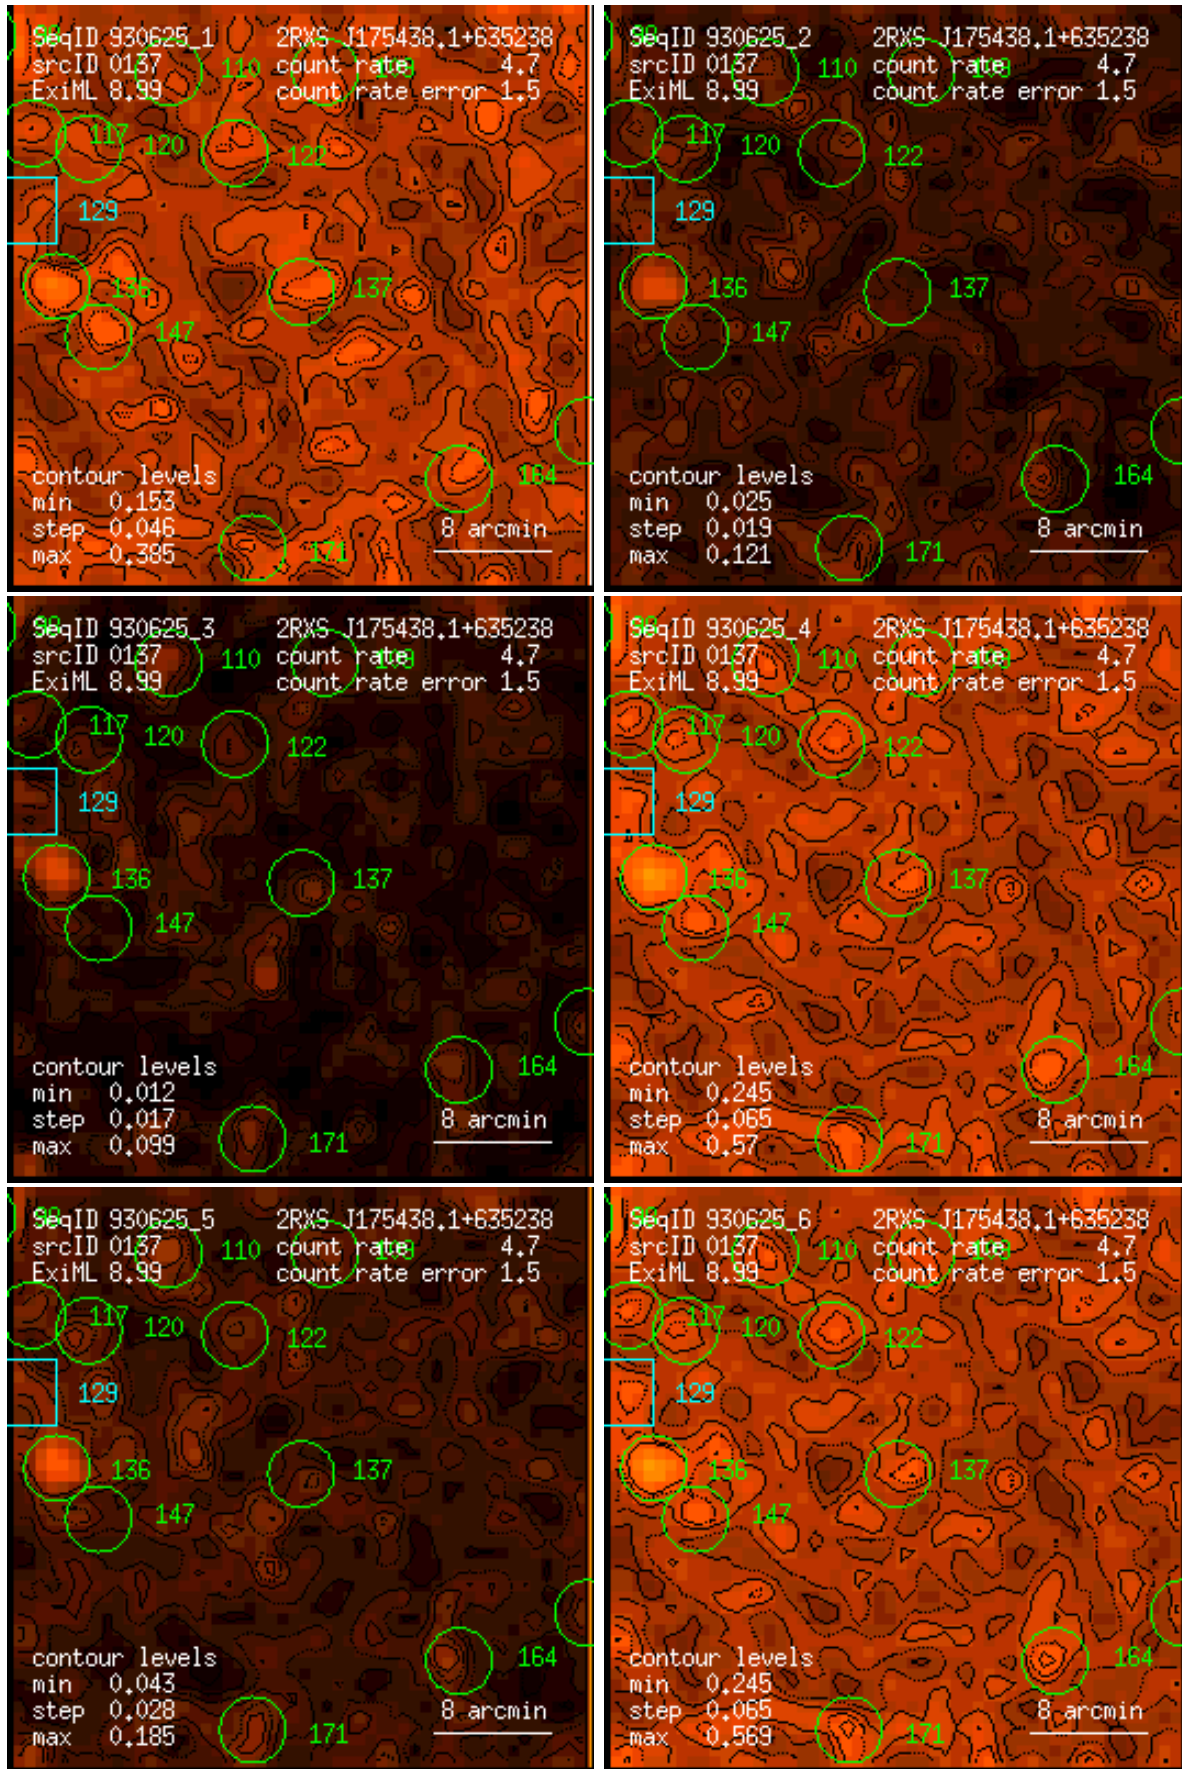 SeqID 930625_1 2RXS J175438.1+635238
srcID 0137 110 count rate 4.7
ExiML 8.99 count rate error 1.5
117 120 122
129
136 137
147
contour levels
164
min 0.153
step 0.046 8 arcmin
max 0.385 171
SeqID 930625_2 2RXS J175438.1+635238
srcID 0137 110 count rate 4.7
ExiML 8.99 count rate error 1.5
117 120 122
129
136 137
147
contour levels
164
min 0.025
step 0.019 8 arcmin
max 0.121 171
SeqID 930625_3 2RXS J175438.1+635238
srcID 0137 110 count rate 4.7
ExiML 8.99 count rate error 1.5
117 120 122
129
136 137
147
contour levels
164
min 0.012
step 0.017 8 arcmin
max 0.099 171
SeqID 930625_4 2RXS J175438.1+635238
srcID 0137 110 count rate 4.7
ExiML 8.99 count rate error 1.5
117 120 122
129
136 137
147
contour levels
164
min 0.245
step 0.065 8 arcmin
max 0.57 171
SeqID 930625_5 2RXS J175438.1+635238
srcID 0137 110 count rate 4.7
ExiML 8.99 count rate error 1.5
117 120 122
129
136 137
147
contour levels
164
min 0.043
step 0.028 8 arcmin
max 0.185 171
SeqID 930625_6 2RXS J175438.1+635238
srcID 0137 110 count rate 4.7
ExiML 8.99 count rate error 1.5
117 120 122
129
136 137
147
contour levels
164
min 0.245
step 0.065 8 arcmin
max 0.569 171